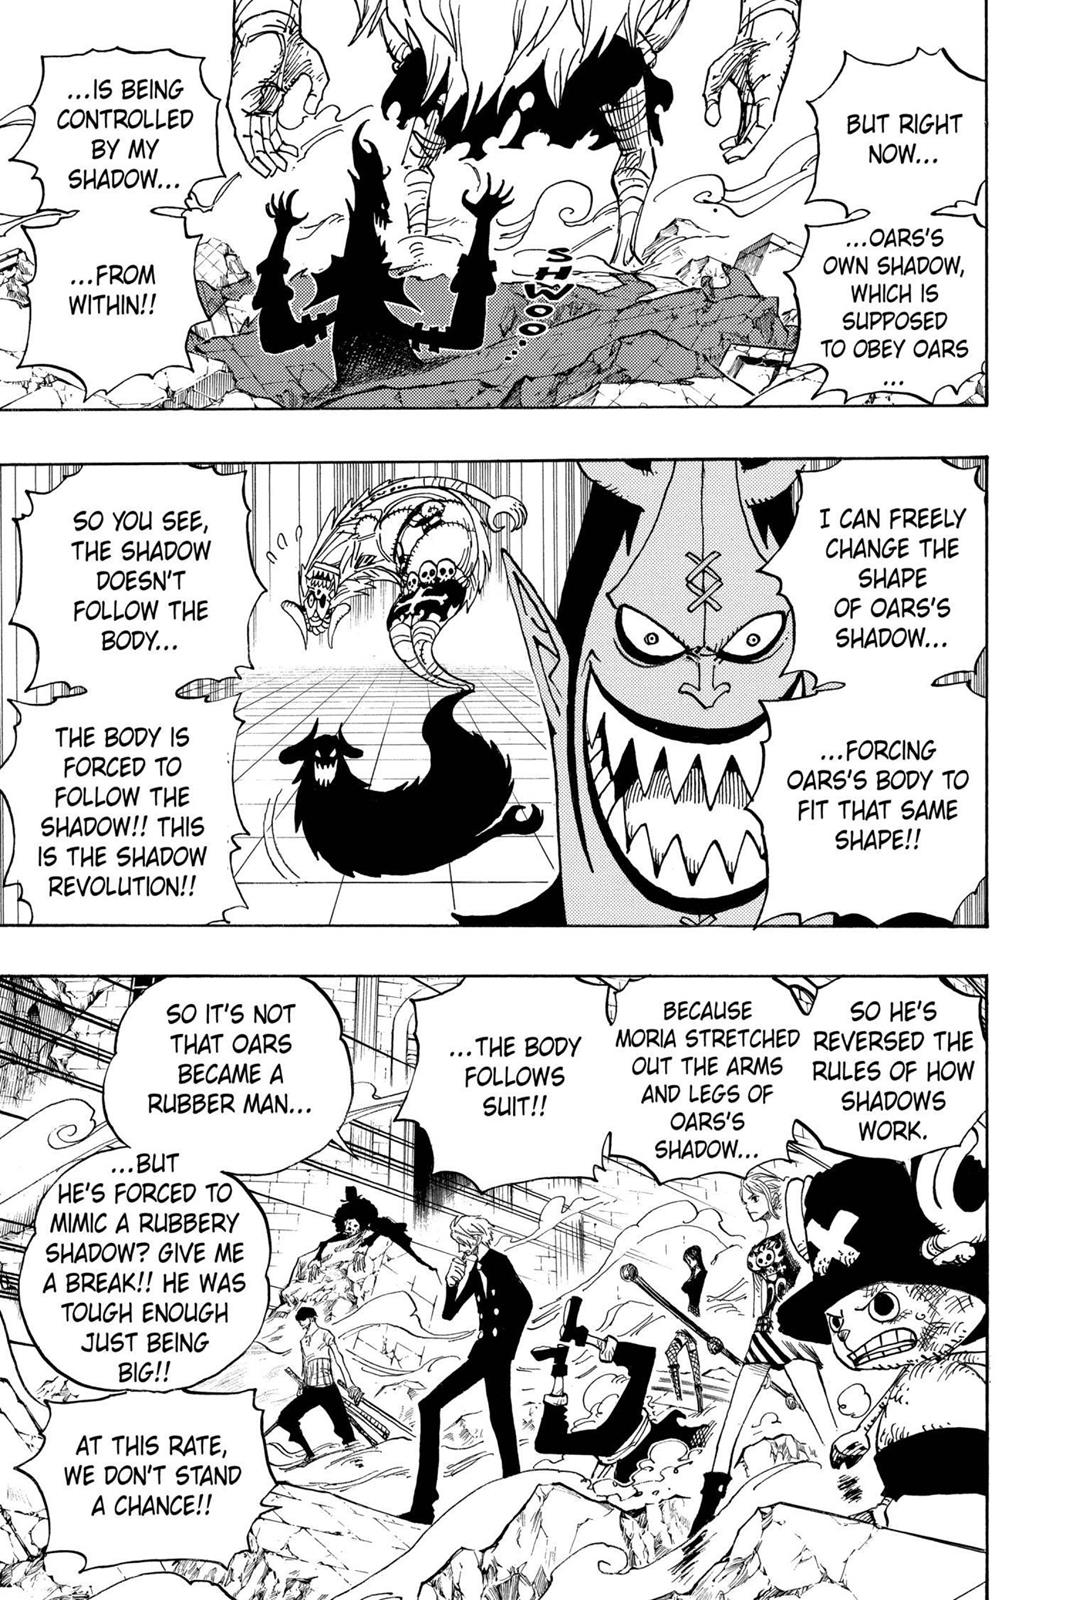 BUT RIGHT
NOW...
...OARS'S
OWN SHADOW,
WHICH IS
SUPPOSED
TO OBEY OARS
...
SHWOO...
...IS BEING
CONTROLLED
BY MY
SHADOW...
...FROM
WITHIN!!
I CAN FREELY
CHANGE THE
SHAPE
OF OARS'S
SHADOW...
...FORCING
OARS'S BODY TO
FIT THAT SAME
SHAPE!!
SO YOU SEE,
THE SHADOW
DOESN'T
FOLLOW THE
BODY...
THE BODY IS
FORCED TO
FOLLOW THE
SHADOW!! THIS
IS THE SHADOW
REVOLUTION!!
SO HE'S
REVERSED THE
RULES OF HOW
SHADOWS
WORK.
BECAUSE
MORIA STRETCHED
OUT THE ARMS
AND LEGS OF
OARS'S
SHADOW...
...THE BODY
FOLLOWS
SUIT!!
SO IT'S NOT
THAT OARS
BECAME A
RUBBER MAN...
...BUT
HE'S FORCED TO
MIMIC A RUBBERY
SHADOW? GIVE ME
A BREAK!! HE WAS
TOUGH ENOUGH
JUST BEING
BIG!!
AT THIS RATE,
WE DON'T STAND
A CHANCE!!